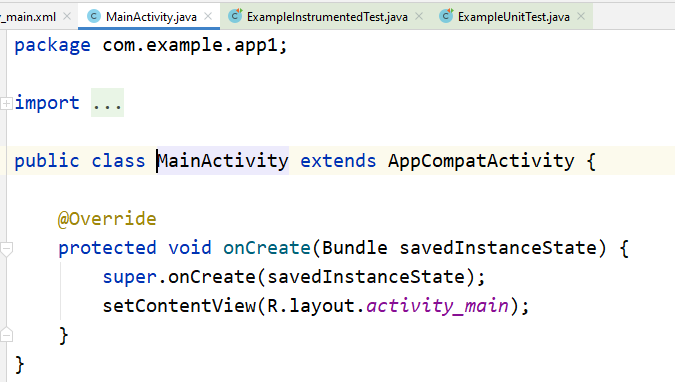 _main.xml MainActivity.java ExampleInstrumentedTest.java ExampleUnitTest.java
package com.example.app1;
import ...
public class MainActivity extends AppCompatActivity {
@Override
protected void onCreate(Bundle savedInstanceState) {
super.onCreate(savedInstanceState);
setContentView(R.layout.activity_main);
}
}